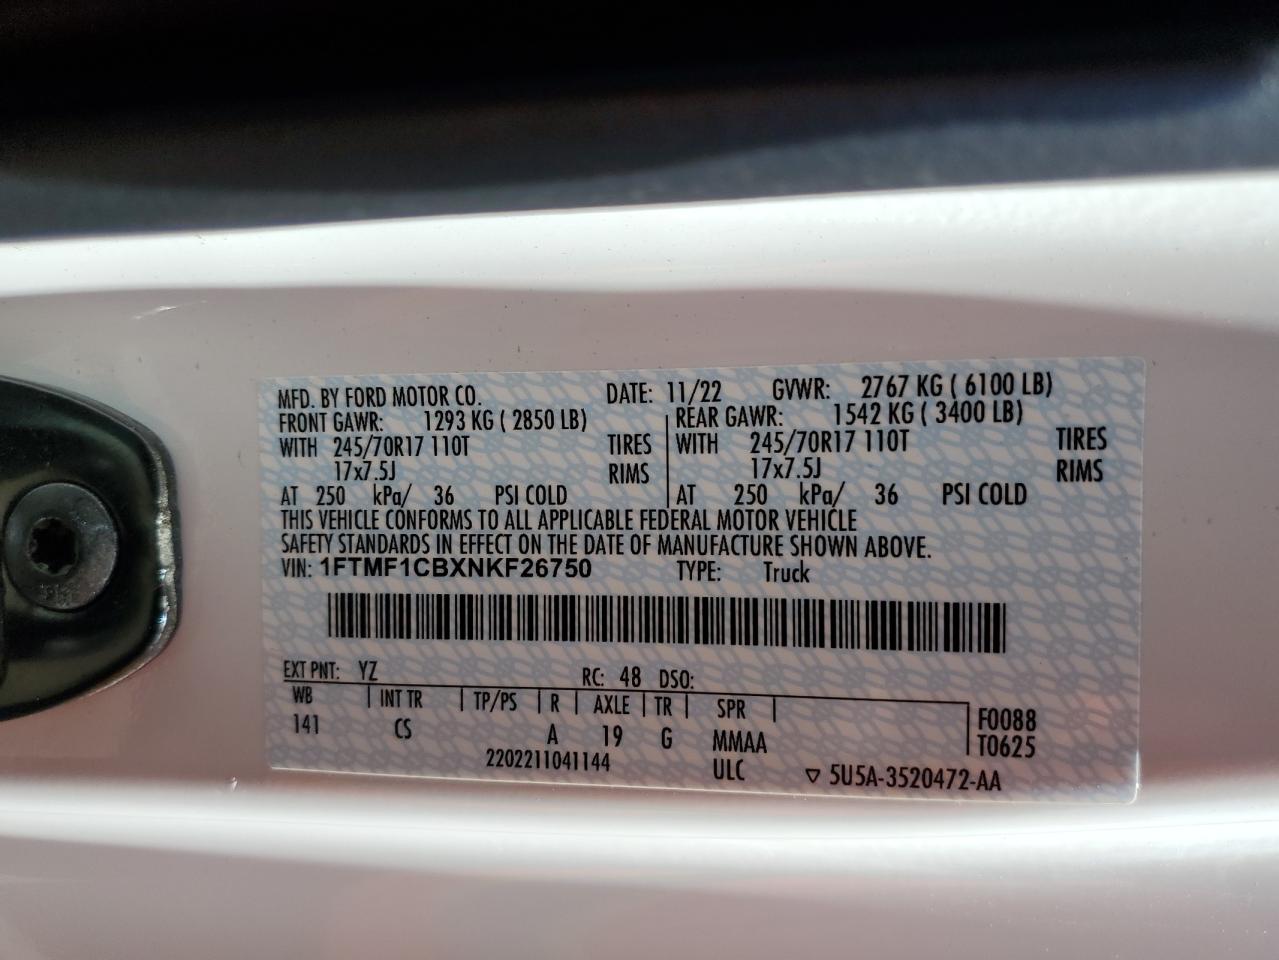 MFD. BY FORD MOTOR CO. DATE: 11/22 GVWR: 2767 KG ( 6100 LB)
FRONT GAWR: 1293 KG ( 2850 LB) REAR GAWR: 1542 KG ( 3400 LB)
WITH 245/70R17 110T TIRES WITH 245/70R17 110T TIRES
17x7.5J RIMS 17x7.5J RIMS
AT 250 kPa/ 36 PSI COLD AT 250 kPa/ 36 PSI COLD
THIS VEHICLE CONFORMS TO ALL APPLICABLE FEDERAL MOTOR VEHICLE
SAFETY STANDARDS IN EFFECT ON THE DATE OF MANUFACTURE SHOWN ABOVE.
VIN: 1FTMF1CBXNKF26750 TYPE: Truck
EXT PNT: YZ RC: 48 DSO:
WB INT TR TP/PS R AXLE TR SPR F0088
141 CS A 19 G MMAA T0625
2202211041144 ULC ▽ 5U5A-3520472-AA